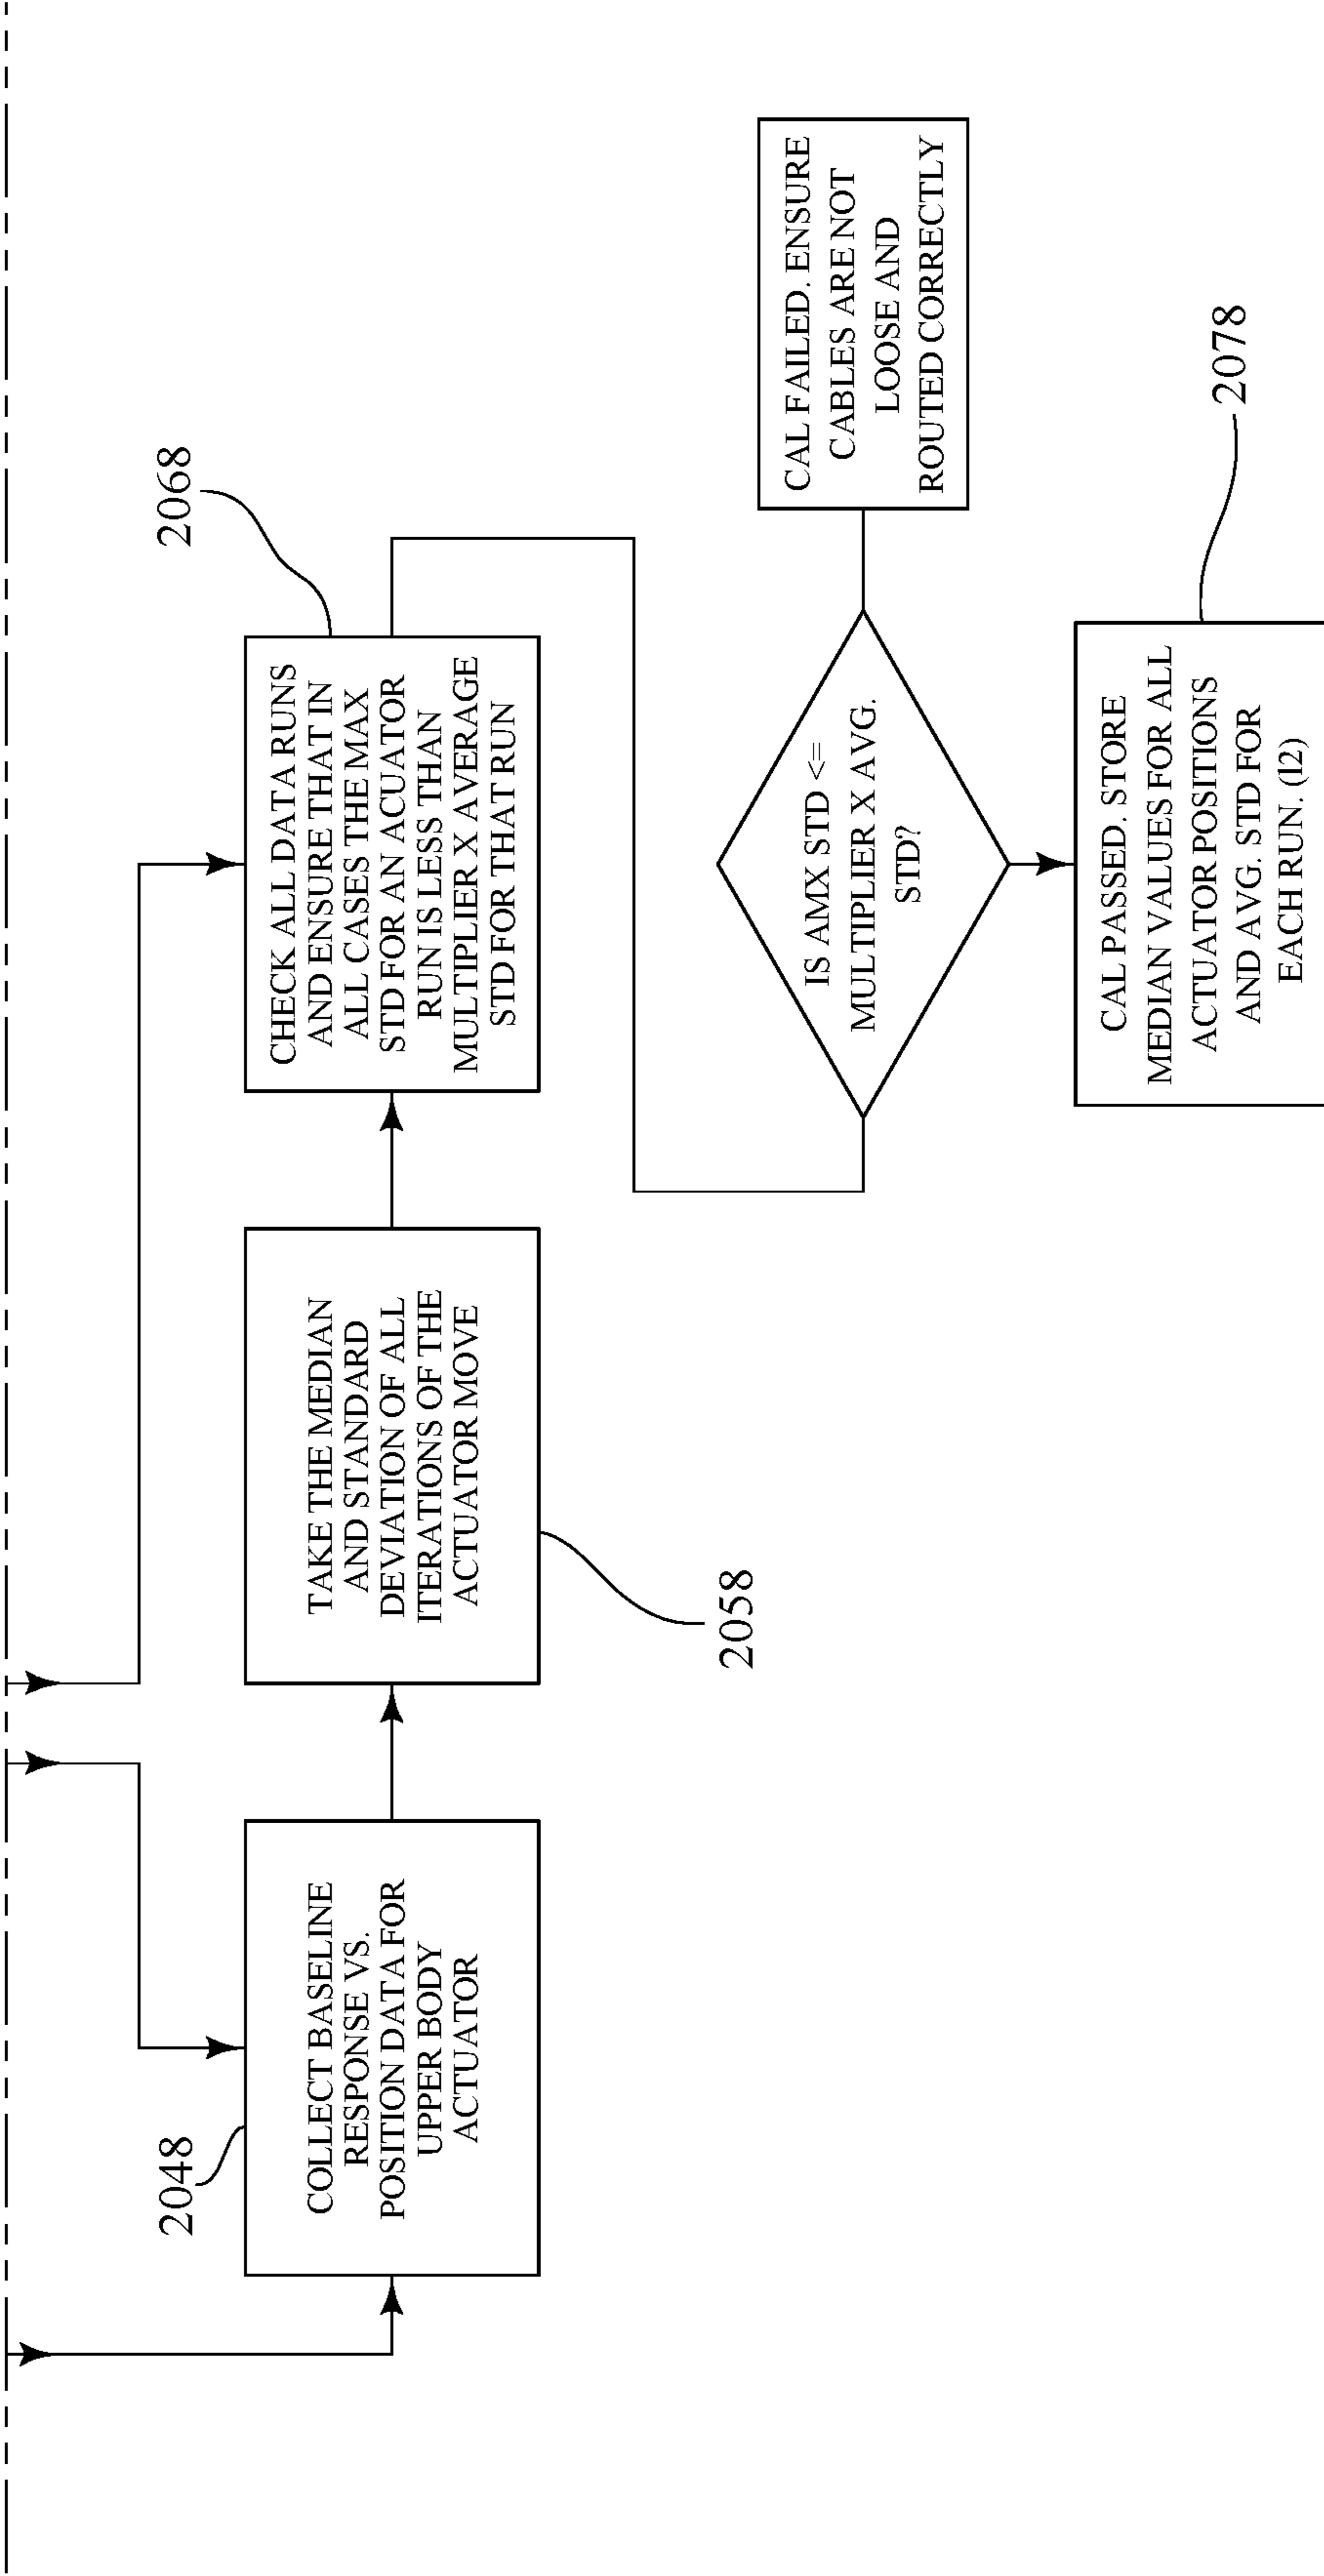 2048
COLLECT BASELINE
RESPONSE VS.
POSITION DATA FOR
UPPER BODY
ACTUATOR
TAKE THE MEDIAN
AND STANDARD
DEVIATION OF ALL
ITERATIONS OF THE
ACTUATOR MOVE
2058
2068
CHECK ALL DATA RUNS
AND ENSURE THAT IN
ALL CASES THE MAX
STD FOR AN ACUATOR
RUN IS LESS THAN
MULTIPLIER X AVERAGE
STD FOR THAT RUN
IS AMX STD <=
MULTIPLIER X AVG.
STD?
CAL FAILED. ENSURE
CABLES ARE NOT
LOOSE AND
ROUTED CORRECTLY
CAL PASSED. STORE
MEDIAN VALUES FOR ALL
ACTUATOR POSITIONS
AND AVG. STD FOR
EACH RUN. (12)
2078